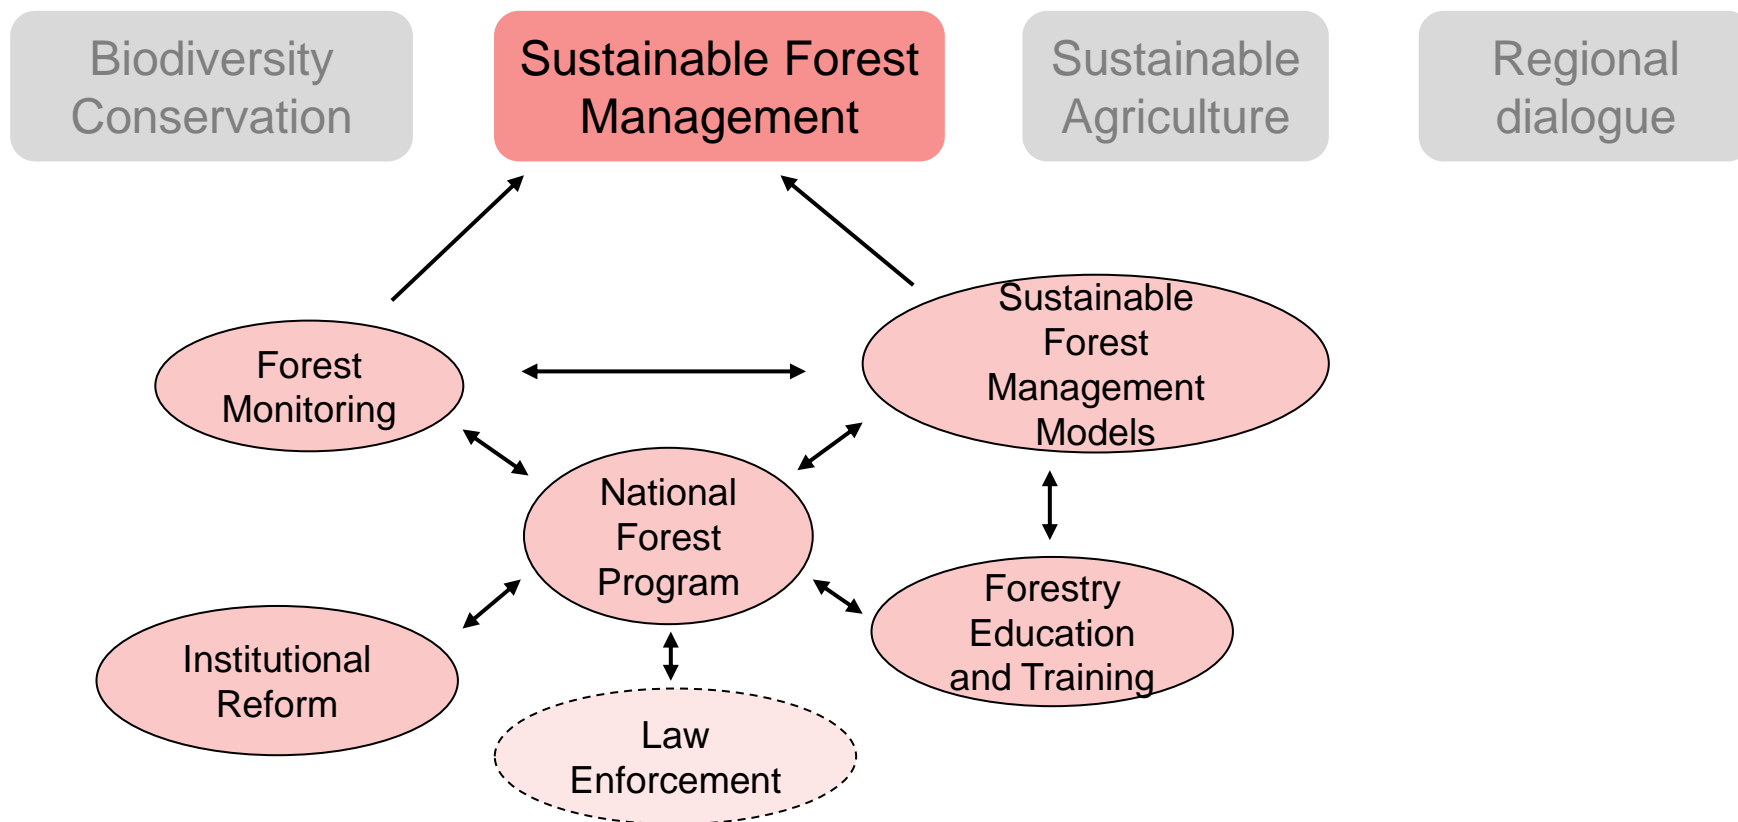 Biodiversity
Conservation
Sustainable Forest
Management
Sustainable
Agriculture
Regional
dialogue
Forest
Monitoring
Sustainable
Forest
Management
Models
National
Forest
Program
Institutional
Reform
Forestry
Education
and Training
Law
Enforcement